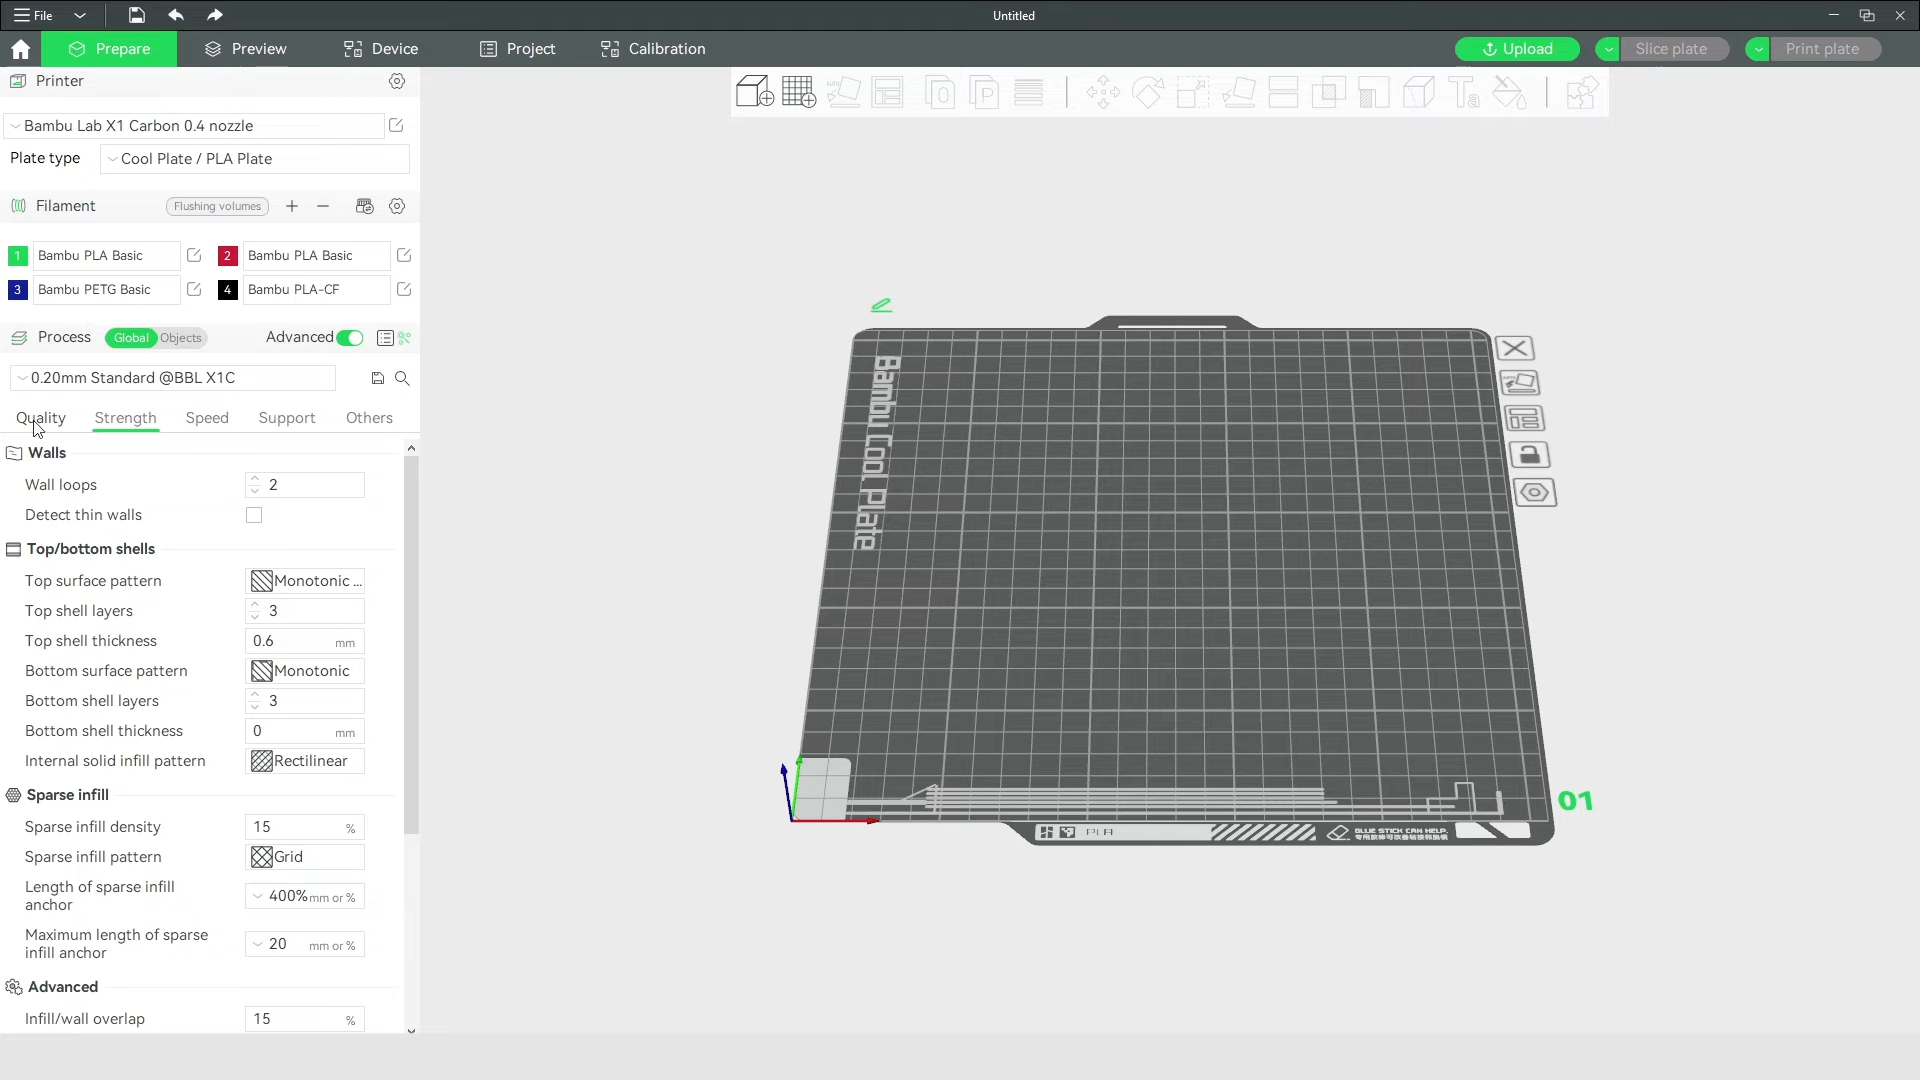 File
Untitled
Prepare
Preview
Device
Project
Calibration
Upload
Slice plate
Print plate
Printer
Bambu Lab X1 Carbon 0.4 nozzle
Plate type
Cool Plate / PLA Plate
Filament
Flushing volumes
1 Bambu PLA Basic
2 Bambu PLA Basic
3 Bambu PETG Basic
4 Bambu PLA-CF
Process
Global Objects
Advanced
0.20mm Standard @BBL X1C
Quality
Strength
Speed
Support
Others
Walls
Wall loops 2
Detect thin walls
Top/bottom shells
Top surface pattern Monotonic ...
Top shell layers 3
Top shell thickness 0.6 mm
Bottom surface pattern Monotonic
Bottom shell layers 3
Bottom shell thickness 0 mm
Internal solid infill pattern Rectilinear
Sparse infill
Sparse infill density 15 %
Sparse infill pattern Grid
Length of sparse infill
anchor 400% mm or %
Maximum length of sparse
infill anchor 20 mm or %
Advanced
Infill/wall overlap 15 %
Bambu Cool Plate
01
PLA
GLUE STICK CAN HELP.